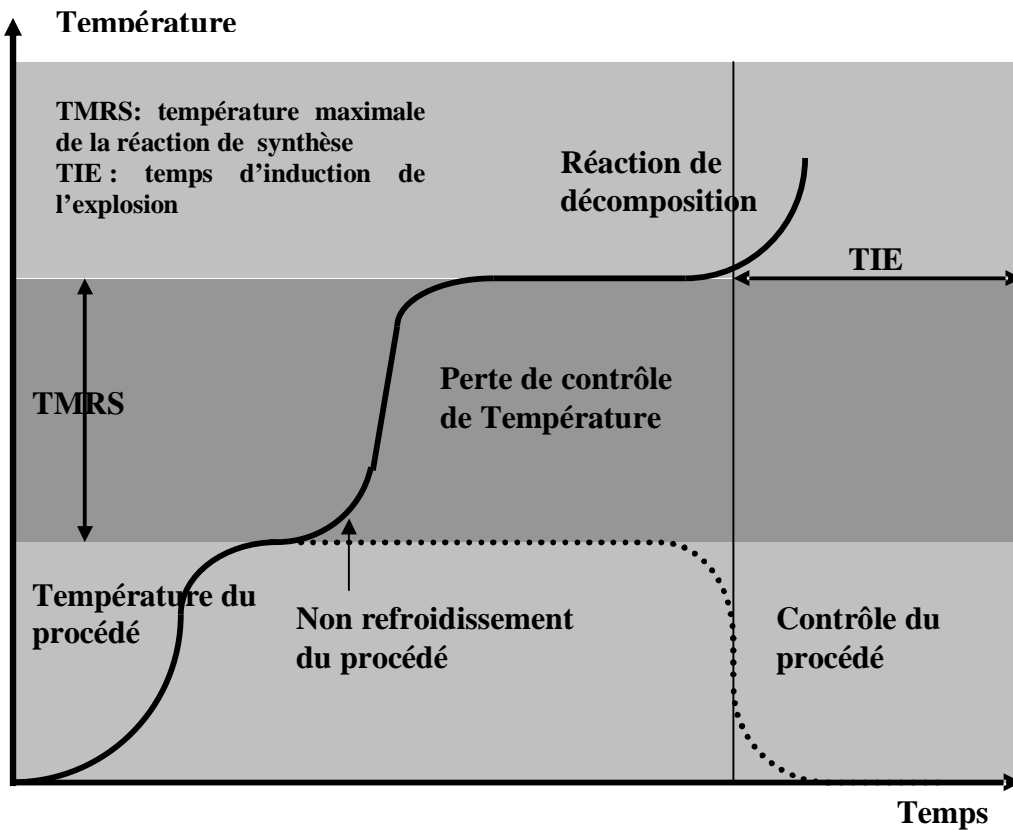 Température
TMRS: température maximale
de la réaction de synthèse
TIE : temps d'induction de
l'explosion
Réaction de
décomposition
TIE
TMRS
Perte de contrôle
de Température
Température du
procédé
Non refroidissement
du procédé
Contrôle du
procédé
Temps